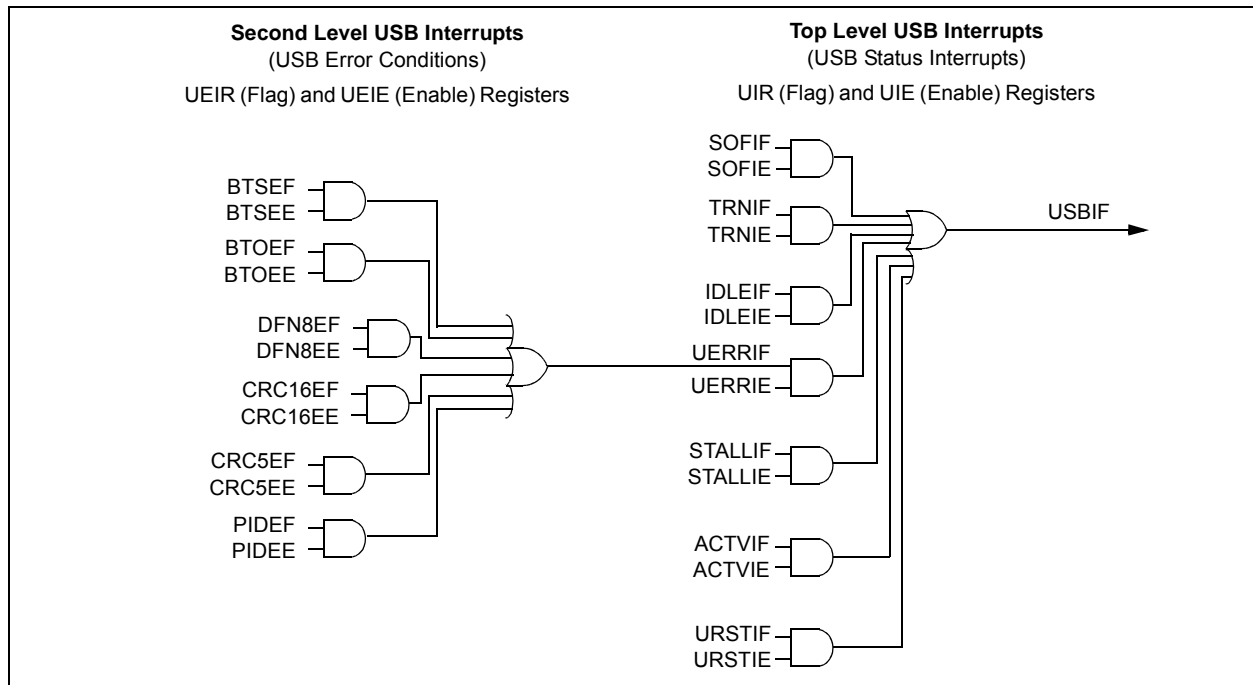 Second Level USB Interrupts
(USB Error Conditions)
UEIR (Flag) and UEIE (Enable) Registers
BTSEF
BTSEE
BTOEF
BTOEE
DFN8EF
DFN8EE
CRC16EF
CRC16EE
CRC5EF
CRC5EE
PIDEF
PIDEE
Top Level USB Interrupts
(USB Status Interrupts)
UIR (Flag) and UIE (Enable) Registers
SOFIF
SOFIE
TRNIF
TRNIE
IDLEIF
IDLEIE
UERRIF
UERRIE
STALLIF
STALLIE
ACTVIF
ACTVIE
URSTIF
URSTIE
USBIF